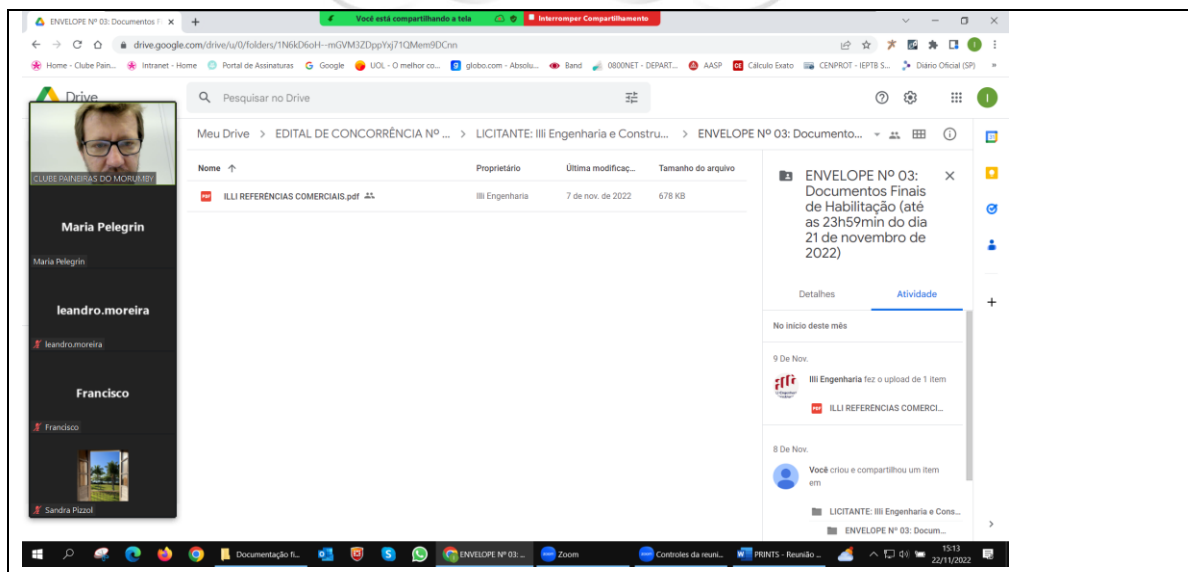 ENVELOPE Nº 03: Documentos F
Você está compartilhando a tela
Interromper Compartilhamento
drive.google.com/drive/u/0/folders/1N6kD6oH--mGVM3ZDppYxj71QMem9DCnn
Home - Clube Pain...
Intranet - Home
Portal de Assinaturas
Google
UOL - O melhor co...
globo.com - Absolu...
Band
0800NET - DEPART...
AASP
Cálculo Exato
CENPROT - IEPTB S...
Diário Oficial (SP)
»
Drive
Pesquisar no Drive
I
Meu Drive > EDITAL DE CONCORRÊNCIA Nº ... > LICITANTE: Illi Engenharia e Constru... > ENVELOPE Nº 03: Documento...
Nome
Proprietário
Última modificaç...
Tamanho do arquivo
ILLI REFERÊNCIAS COMERCIAIS.pdf
Illi Engenharia
7 de nov. de 2022
678 KB
CLUBE PAINEIRAS DO MORUMBY
Maria Pelegrin
Maria Pelegrin
leandro.moreira
leandro.moreira
Francisco
Francisco
Sandra Pizzol
ENVELOPE Nº 03:
Documentos Finais
de Habilitação (até
as 23h59min do dia
21 de novembro de
2022)
Detalhes
Atividade
No início deste mês
9 De Nov.
Illi Engenharia fez o upload de 1 item
ILLI REFERÊNCIAS COMERCI...
8 De Nov.
Você criou e compartilhou um item
em
LICITANTE: Illi Engenharia e Cons...
ENVELOPE Nº 03: Docum...
Documentação fi...
ENVELOPE Nº 03: ...
Zoom
Controles da reuni...
PRINTS - Reunião ...
15:13
22/11/2022